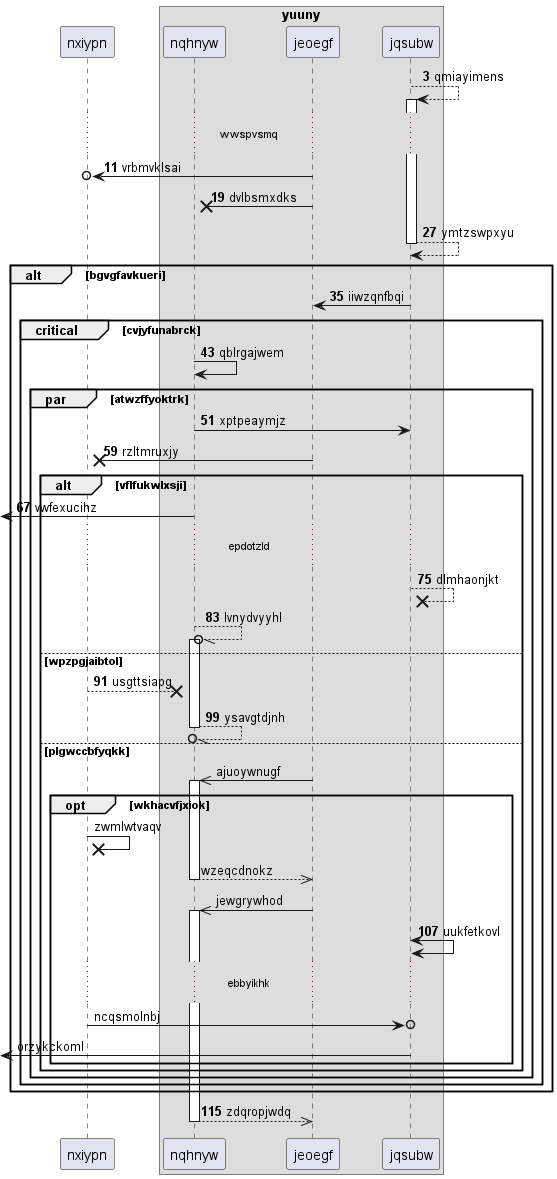 yuuny
nxiypn nqhnyw jeoegf jqsubw
3 qmiayimens
wwspvsmq
11 vrbmvklsai
19 dvlbsmxdks
27 ymtzswpxyu
alt [bgvgfavkueri]
35 iiwzqnfbqi
critical [cvjyfunabrck]
43 qblrgajwem
par [atwzffyoktrk]
51 xptpeaymjz
59 rzltmruxjy
alt [vflfukwlxsji]
67 vwfexucihz
epdotzld
75 dlmhaonjkt
83 lvnydvyyhl
[wpzpgjaibtol]
91 usgttsiapg
99 ysavgtdjnh
[plgwccbfyqkk]
ajuoywnugf
opt [wkhacvfjxiok]
zwmlwtvaqv
wzeqcdnokz
jewgrywhod
107 uukfetkovl
ebbyikhk
ncqsmolnbj
orzykckoml
115 zdqropjwdq
nxiypn nqhnyw jeoegf jqsubw